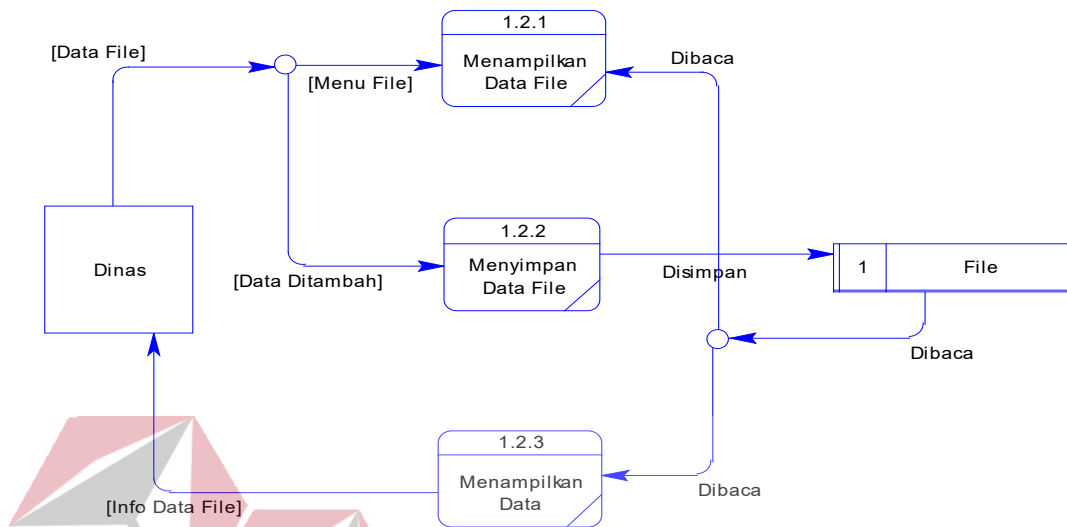 1.2.1
[Data File]
Menampilkan
Data File
Dibaca
[Menu File]
1.2.2
Dinas
[Data Ditambah]
Menyimpan
Data File
Disimpan
1
File
Dibaca
1.2.3
Menampilkan
Data
Dibaca
[Info Data File]